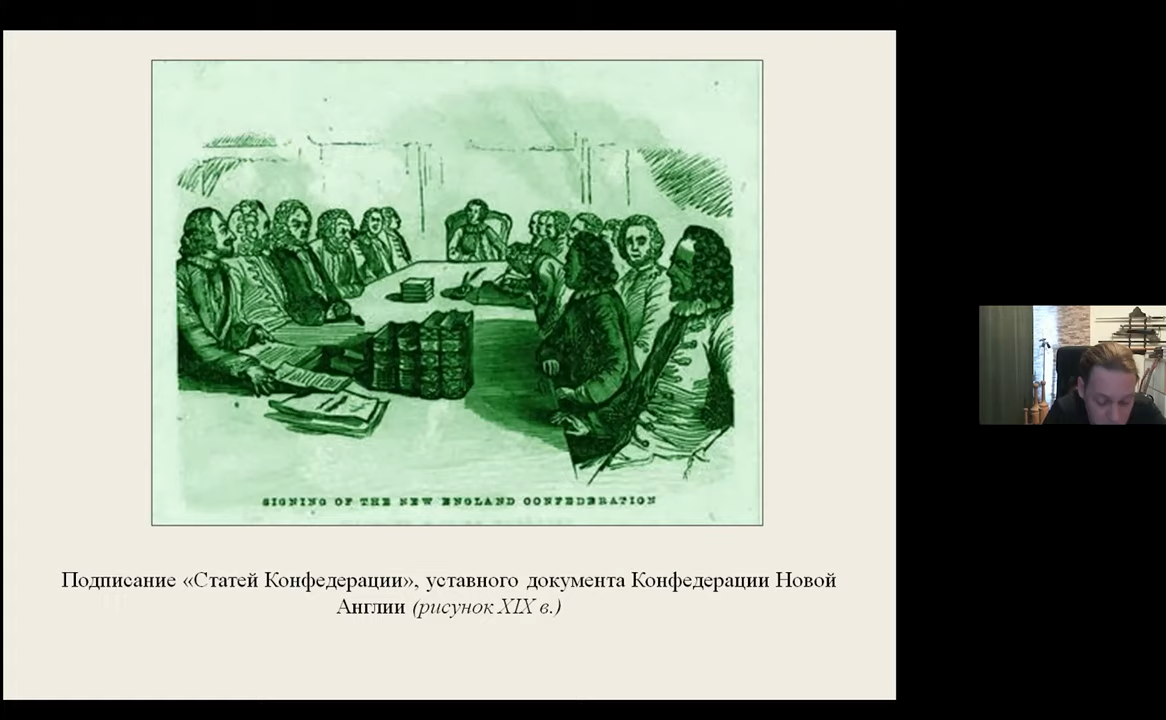 SIGNING OF THE NEW ENGLAND CONFEDERATION
Подписание «Статей Конфедерации», уставного документа Конфедерации Новой
Англии (рисунок XIX в.)